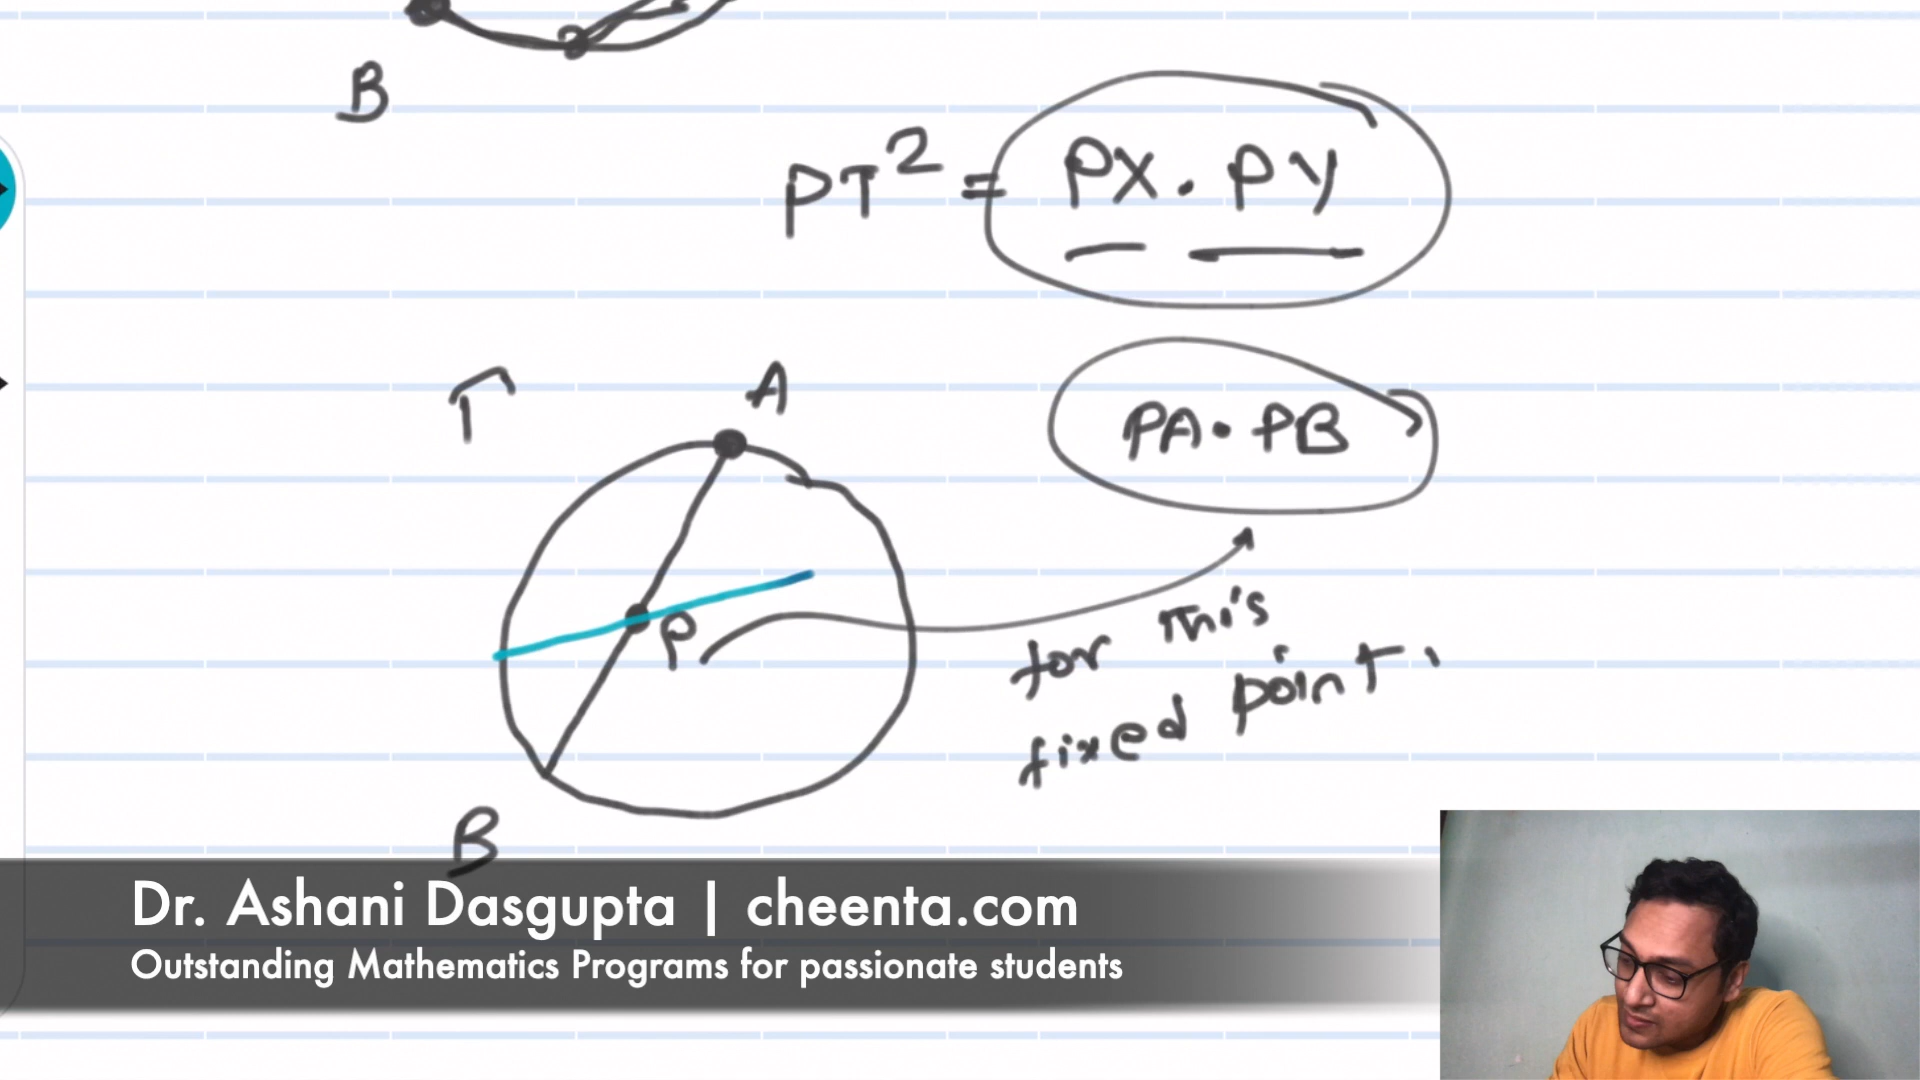 B
PT² = PX · PY
Γ
A
PA · PB
P
for this
fixed point,
B
Dr. Ashani Dasgupta | cheenta.com
Outstanding Mathematics Programs for passionate students